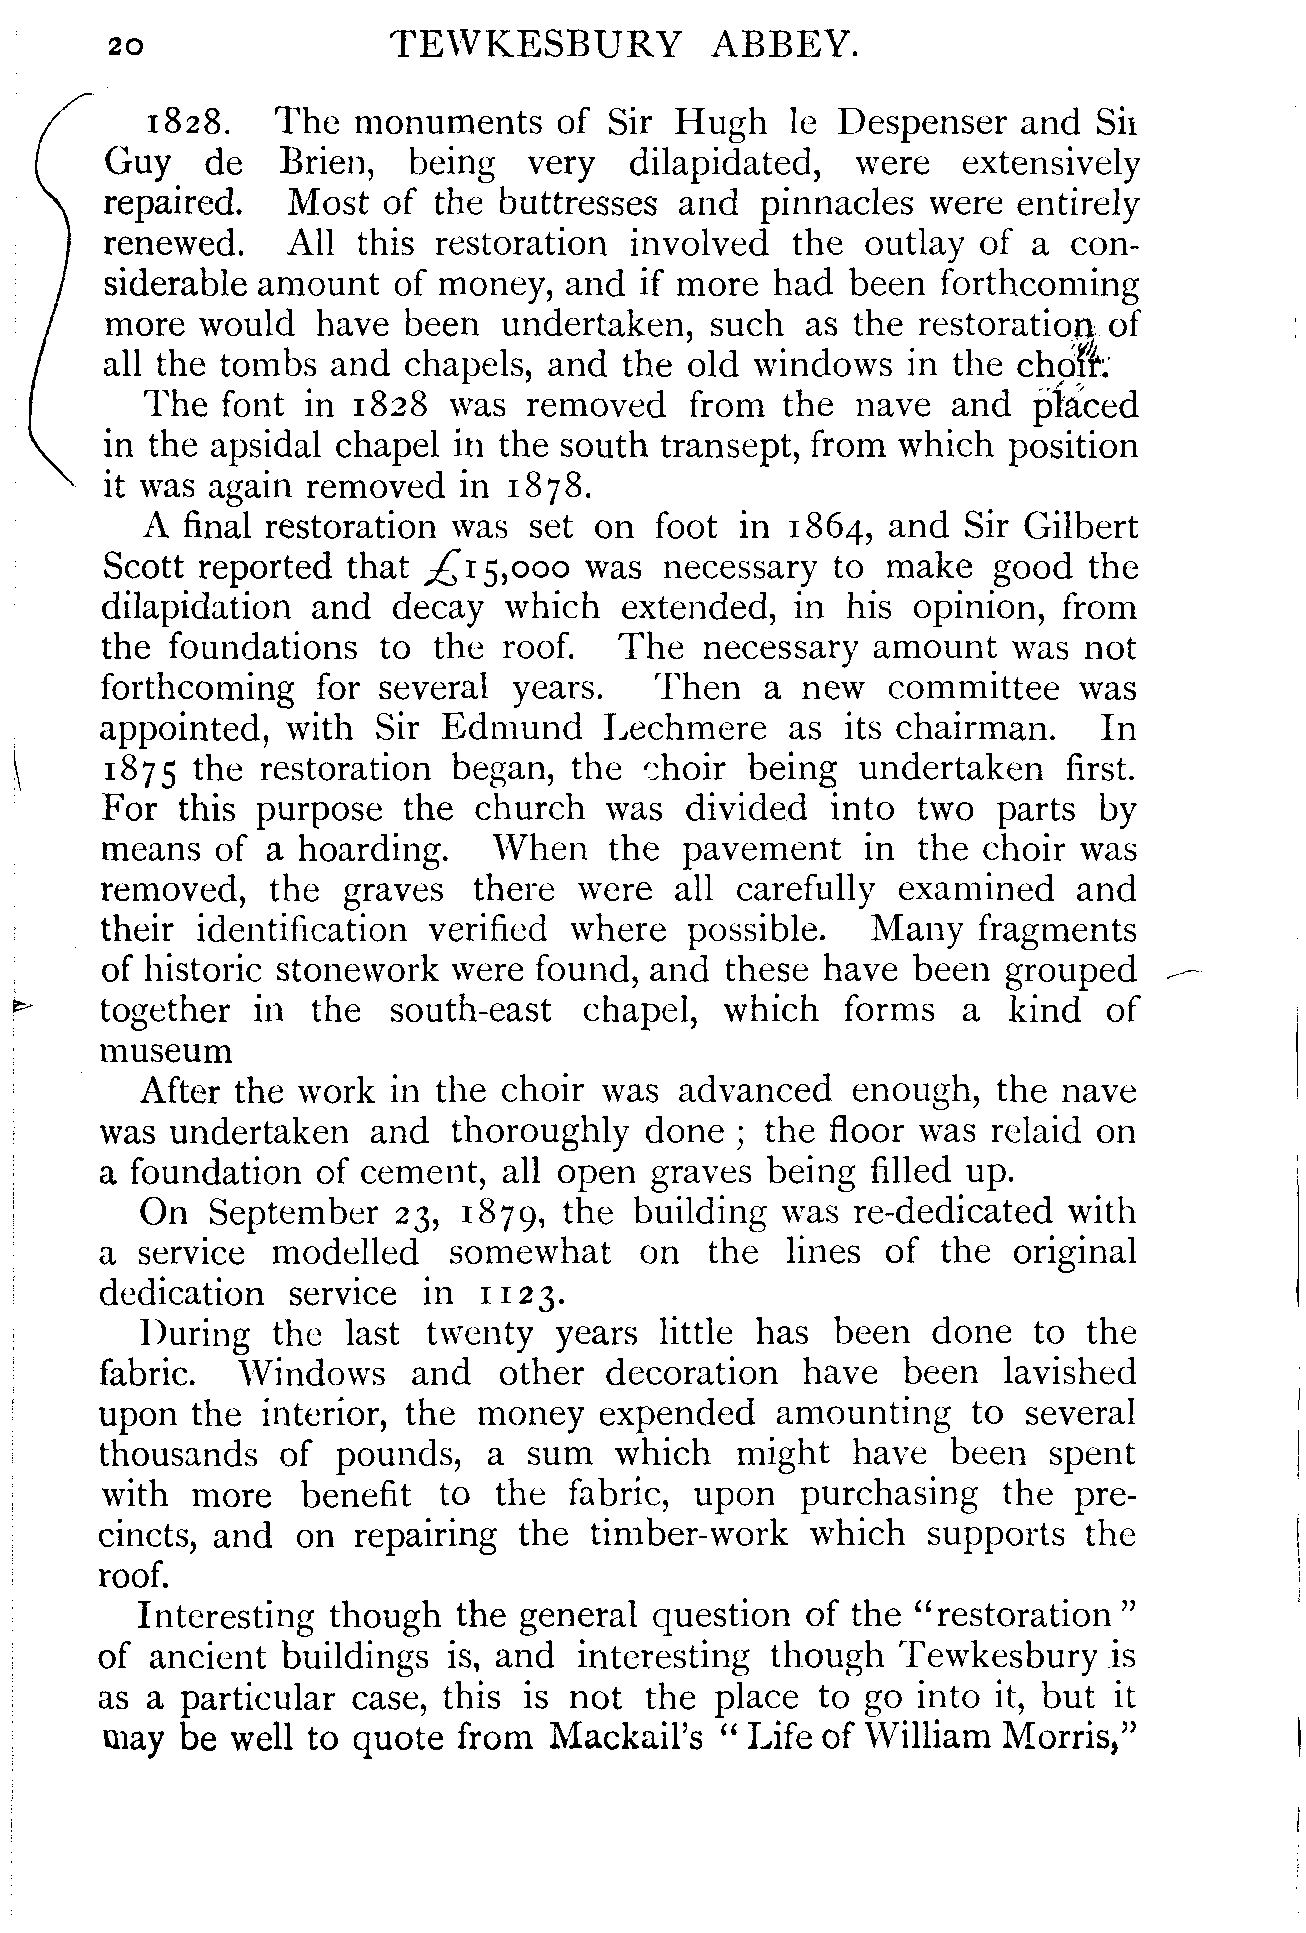 20 TEWKESBURY ABBEY.
1828. The monuments of Sir Hugh le Despenser and Sir
Guy de Brien, being very dilapidated, were extensively
repaired. Most of the buttresses and pinnacles were entirely
renewed. All this restoration involved the outlay of a con-
siderable amount of money, and if more had been forthcoming
more would have been undertaken, such as the restoration of
all the tombs and chapels, and the old windows in the choir.
The font in 1828 was removed from the nave and placed
in the apsidal chapel in the south transept, from which position
it was again removed in 1878.
A final restoration was set on foot in 1864, and Sir Gilbert
Scott reported that £15,000 was necessary to make good the
dilapidation and decay which extended, in his opinion, from
the foundations to the roof. The necessary amount was not
forthcoming for several years. Then a new committee was
appointed, with Sir Edmund Lechmere as its chairman. In
1875 the restoration began, the choir being undertaken first.
For this purpose the church was divided into two parts by
means of a hoarding. When the pavement in the choir was
removed, the graves there were all carefully examined and
their identification verified where possible. Many fragments
of historic stonework were found, and these have been grouped
together in the south-east chapel, which forms a kind of
museum
After the work in the choir was advanced enough, the nave
was undertaken and thoroughly done ; the floor was relaid on
a foundation of cement, all open graves being filled up.
On September 23, 1879, the building was re-dedicated with
a service modelled somewhat on the lines of the original
dedication service in 1123.
During the last twenty years little has been done to the
fabric. Windows and other decoration have been lavished
upon the interior, the money expended amounting to several
thousands of pounds, a sum which might have been spent
with more benefit to the fabric, upon purchasing the pre-
cincts, and on repairing the timber-work which supports the
roof.
Interesting though the general question of the "restoration"
of ancient buildings is, and interesting though Tewkesbury is
as a particular case, this is not the place to go into it, but it
may be well to quote from Mackail's "Life of William Morris,"